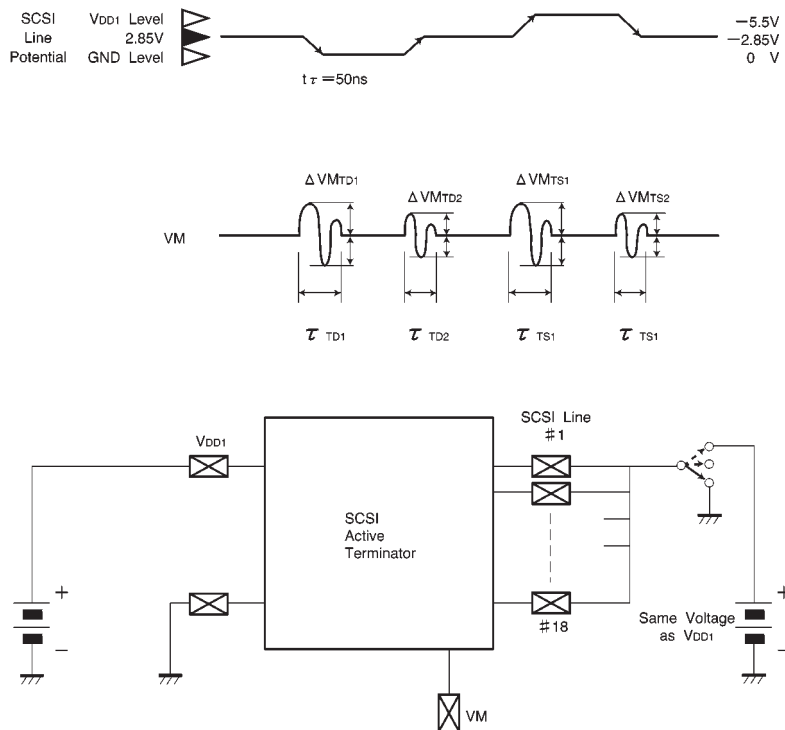 SCSI VDD1 Level
Line 2.85V
Potential GND Level
−5.5V
−2.85V
0 V
tτ=50ns
ΔVMTD1
ΔVMTD2
ΔVMTS1
ΔVMTS2
VM
τ TD1
τ TD2
τ TS1
τ TS1
SCSI Line
#1
VDD1
SCSI
Active
Terminator
+
−
#18
Same Voltage
as VDD1
+
−
VM